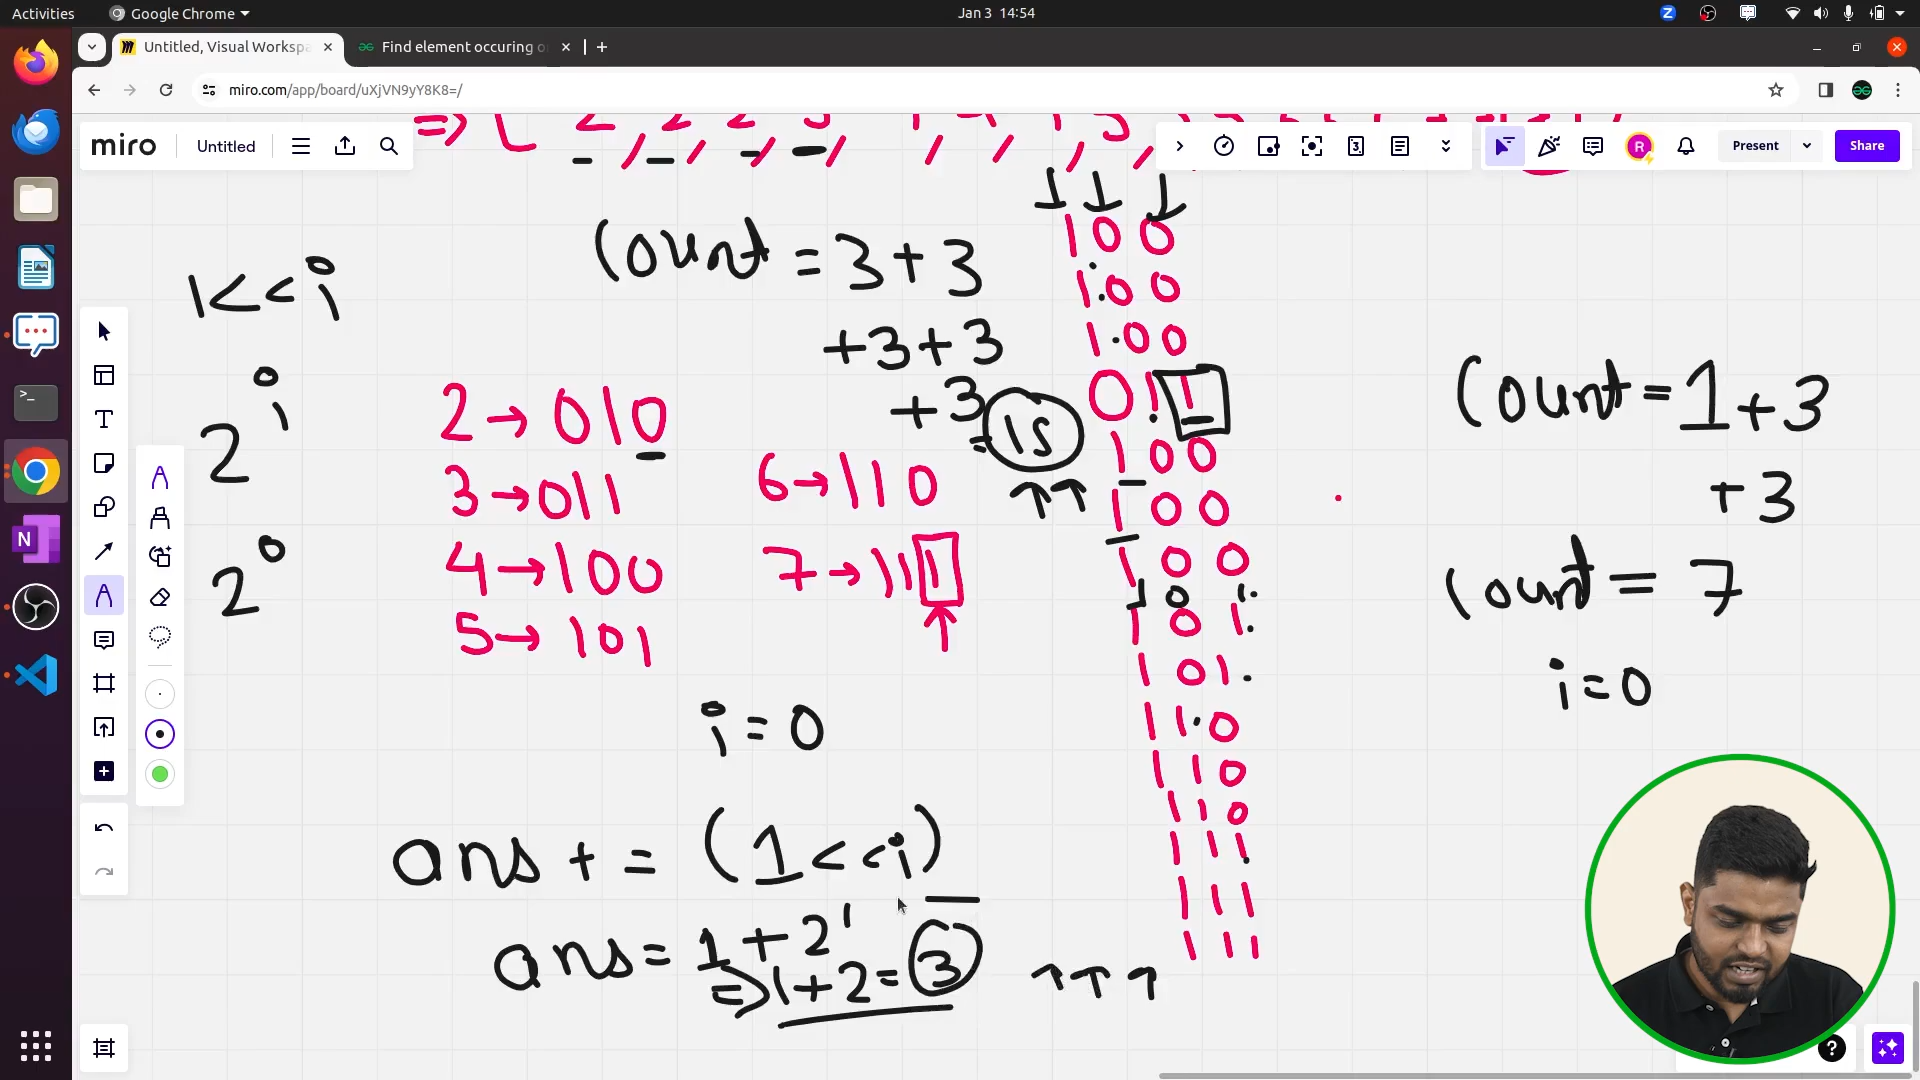 Activities
Google Chrome
Jan 3 14:54
Untitled, Visual Workspa
Find element occuring o
miro.com/app/board/uXjVN9yY8K8=/
miro
Untitled
Present
Share
1<<i
Count = 3+3
+3+3
+3
= 15
2^i
2^0
2 → 010
3 → 011
4 → 100
5 → 101
6 → 110
7 → 111
i = 0
ans += (1<<i)
ans = 1+2^1
=> 1+2 = 3
100
100
100
011
100
100
100
101
101
101
110
110
110
111
111
111
Count = 1+3
+3
Count = 7
i=0